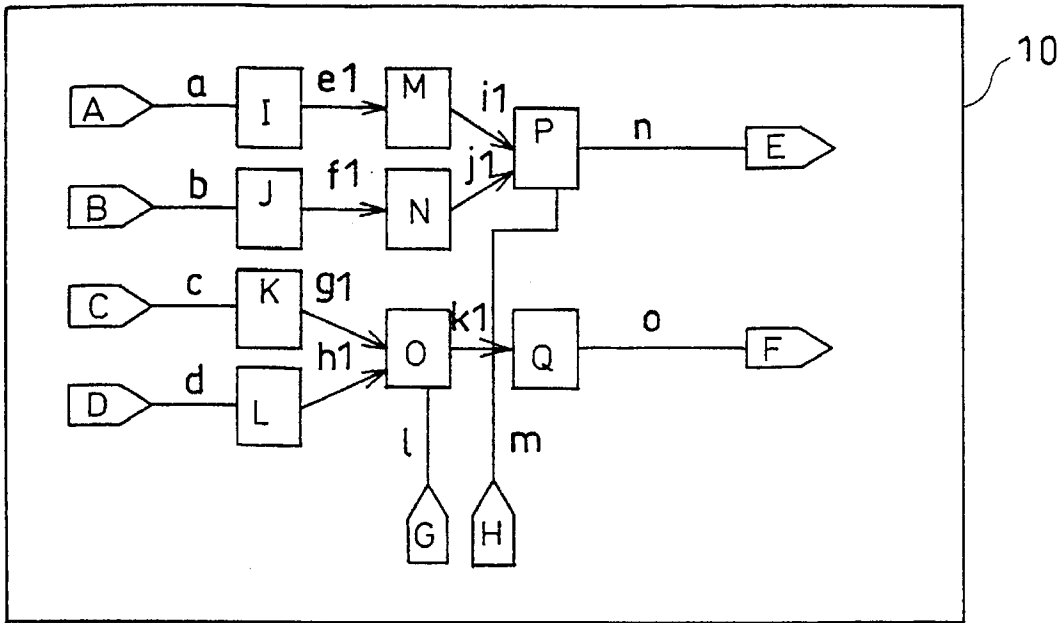 10
A a I e1 M i1 P n E
B b J f1 N j1
C c K g1
O k1 Q o F
D d L h1
l m
G H